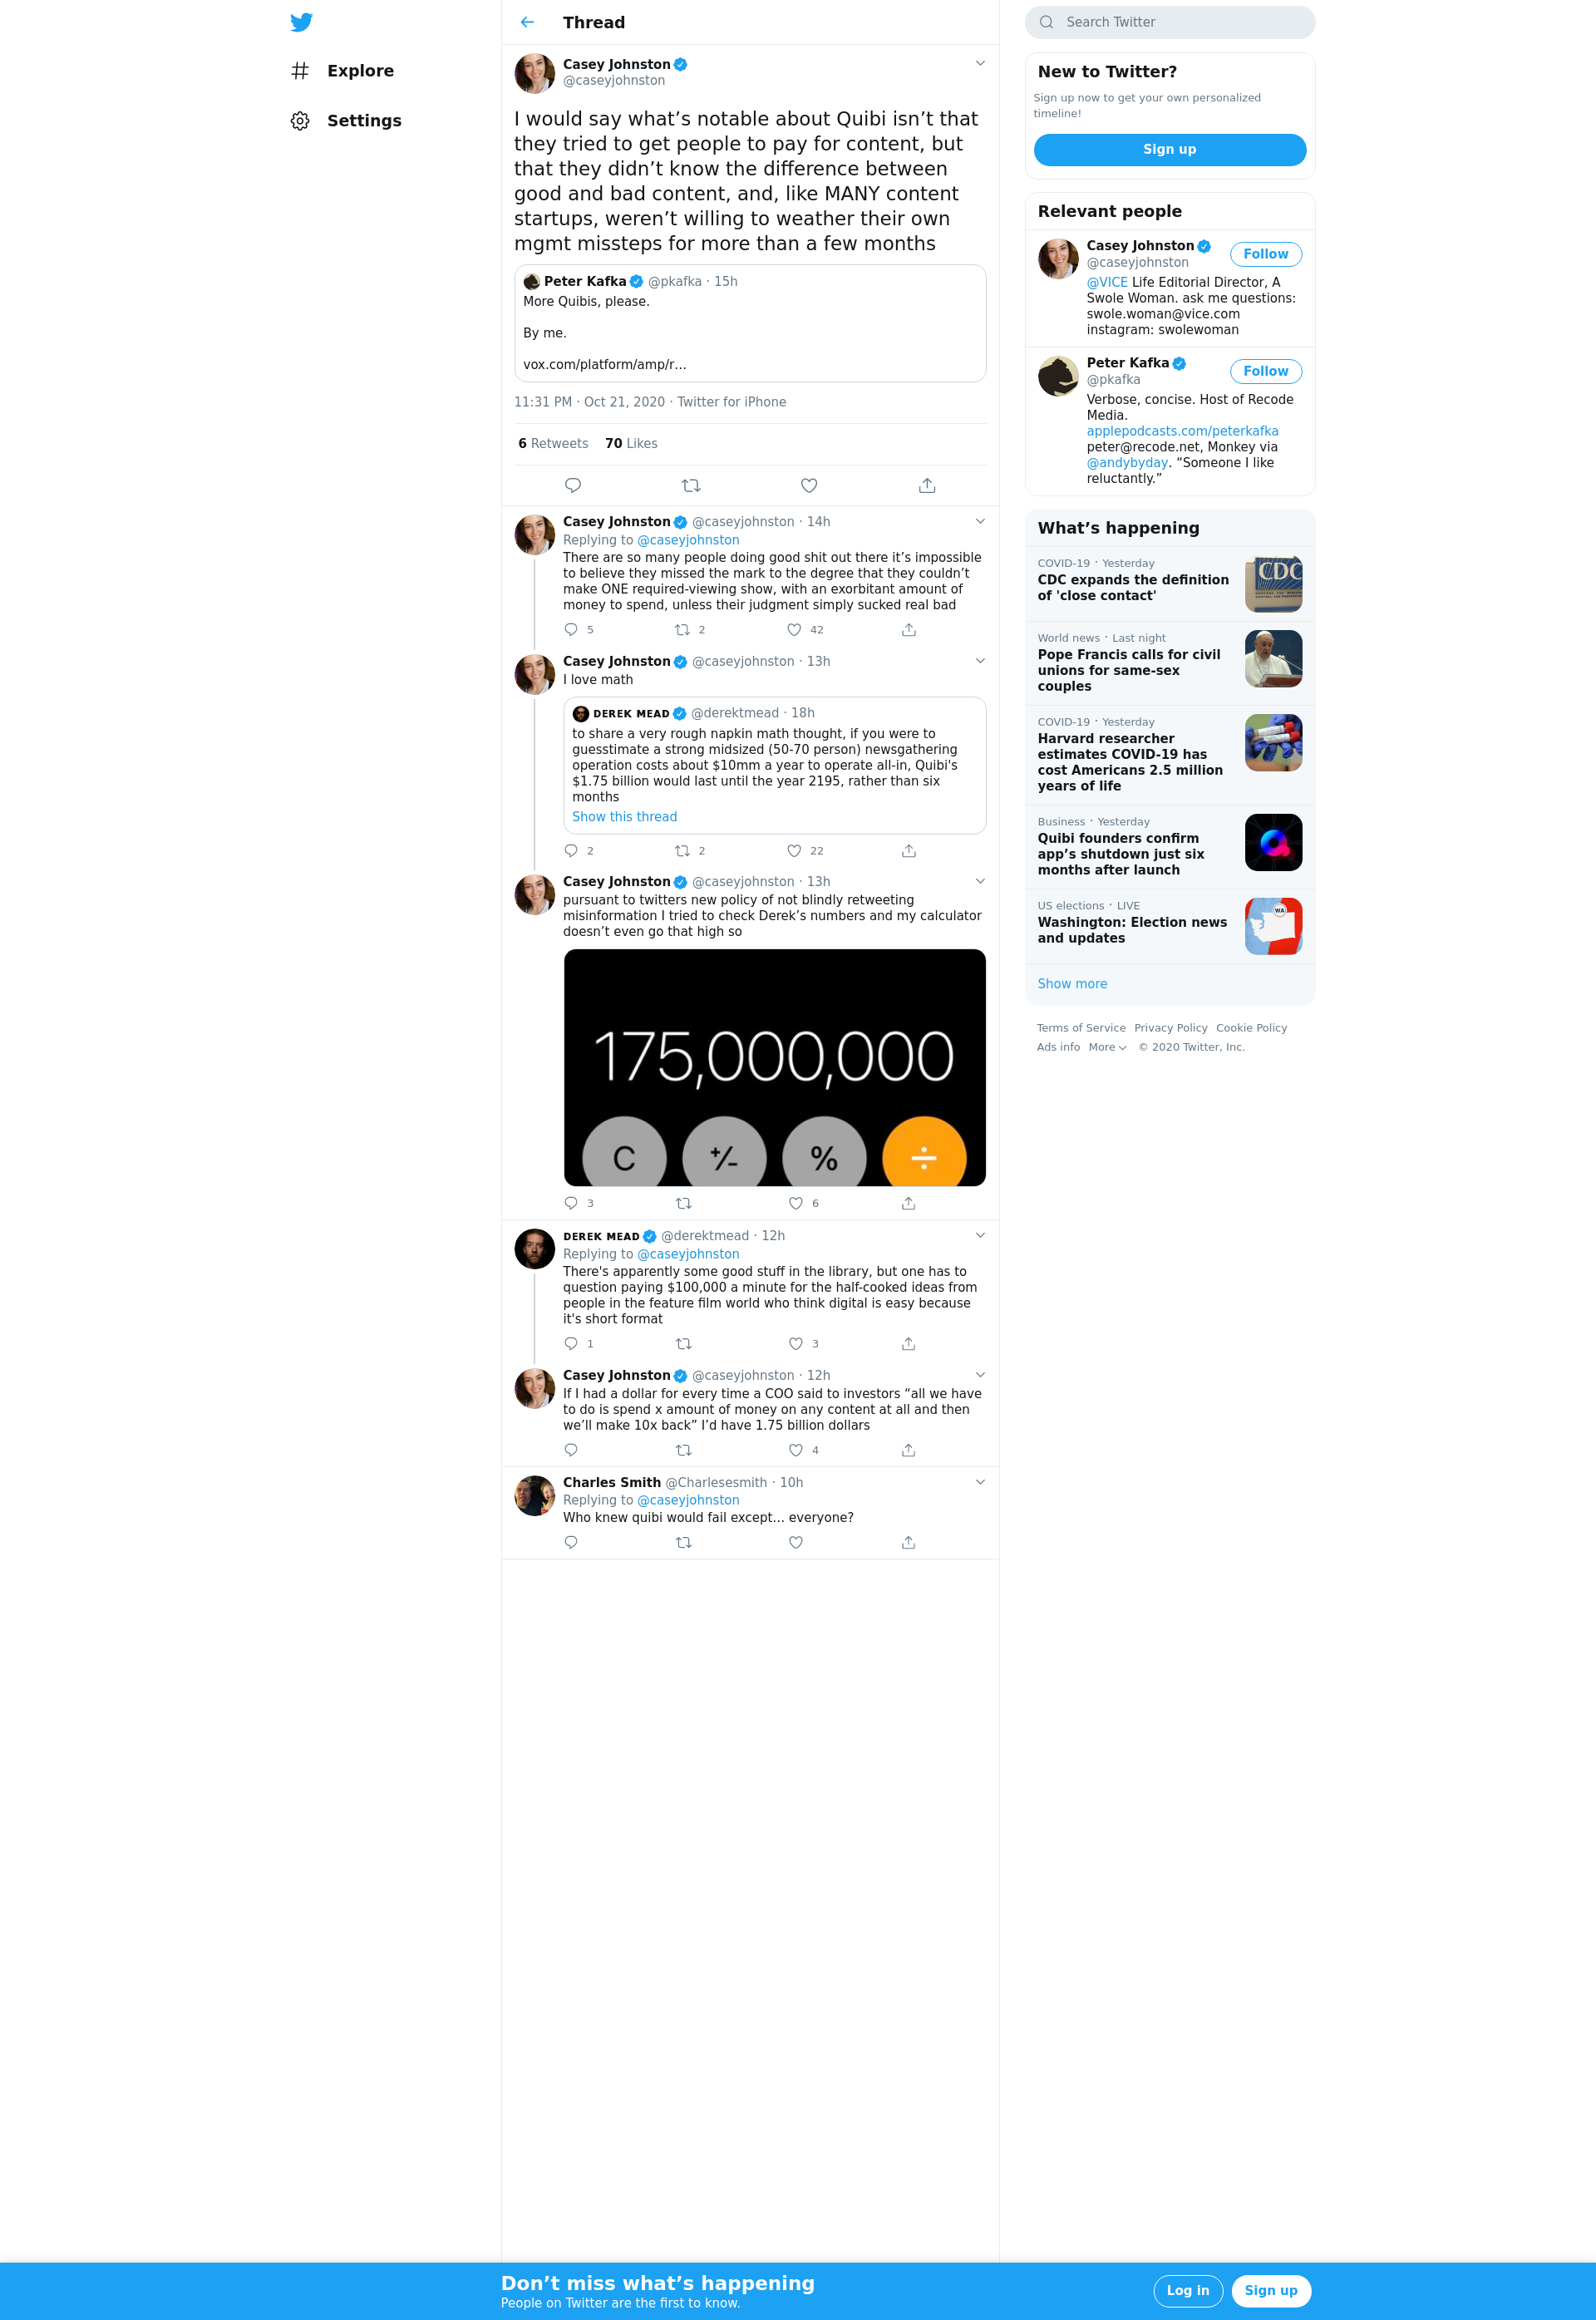 Explore
Settings
Thread
Casey Johnston
@caseyjohnston
I would say what’s notable about Quibi isn’t that
they tried to get people to pay for content, but
that they didn’t know the difference between
good and bad content, and, like MANY content
startups, weren’t willing to weather their own
mgmt missteps for more than a few months
Peter Kafka @pkafka · 15h
More Quibis, please.
By me.
vox.com/platform/amp/r…
11:31 PM · Oct 21, 2020 · Twitter for iPhone
6 Retweets 70 Likes
Casey Johnston @caseyjohnston · 14h
Replying to @caseyjohnston
There are so many people doing good shit out there it’s impossible
to believe they missed the mark to the degree that they couldn’t
make ONE required-viewing show, with an exorbitant amount of
money to spend, unless their judgment simply sucked real bad
5 2 42
Casey Johnston @caseyjohnston · 13h
I love math
DEREK MEAD @derektmead · 18h
to share a very rough napkin math thought, if you were to
guesstimate a strong midsized (50-70 person) newsgathering
operation costs about $10mm a year to operate all-in, Quibi's
$1.75 billion would last until the year 2195, rather than six
months
Show this thread
2 2 22
Casey Johnston @caseyjohnston · 13h
pursuant to twitters new policy of not blindly retweeting
misinformation I tried to check Derek’s numbers and my calculator
doesn’t even go that high so
175,000,000
C +/− % ÷
3 6
DEREK MEAD @derektmead · 12h
Replying to @caseyjohnston
There's apparently some good stuff in the library, but one has to
question paying $100,000 a minute for the half-cooked ideas from
people in the feature film world who think digital is easy because
it's short format
1 3
Casey Johnston @caseyjohnston · 12h
If I had a dollar for every time a COO said to investors “all we have
to do is spend x amount of money on any content at all and then
we’ll make 10x back” I’d have 1.75 billion dollars
4
Charles Smith @Charlesesmith · 10h
Replying to @caseyjohnston
Who knew quibi would fail except… everyone?
Search Twitter
New to Twitter?
Sign up now to get your own personalized
timeline!
Sign up
Relevant people
Casey Johnston
@caseyjohnston
Follow
@VICE Life Editorial Director, A
Swole Woman. ask me questions:
swole.woman@vice.com
instagram: swolewoman
Peter Kafka
@pkafka
Follow
Verbose, concise. Host of Recode
Media.
applepodcasts.com/peterkafka
peter@recode.net, Monkey via
@andybyday. “Someone I like
reluctantly.”
What’s happening
COVID-19 · Yesterday
CDC expands the definition
of 'close contact'
CDC
World news · Last night
Pope Francis calls for civil
unions for same-sex
couples
COVID-19 · Yesterday
Harvard researcher
estimates COVID-19 has
cost Americans 2.5 million
years of life
Business · Yesterday
Quibi founders confirm
app’s shutdown just six
months after launch
US elections · LIVE
Washington: Election news
and updates
WA
Show more
Terms of Service Privacy Policy Cookie Policy
Ads info More © 2020 Twitter, Inc.
Don’t miss what’s happening
People on Twitter are the first to know.
Log in
Sign up